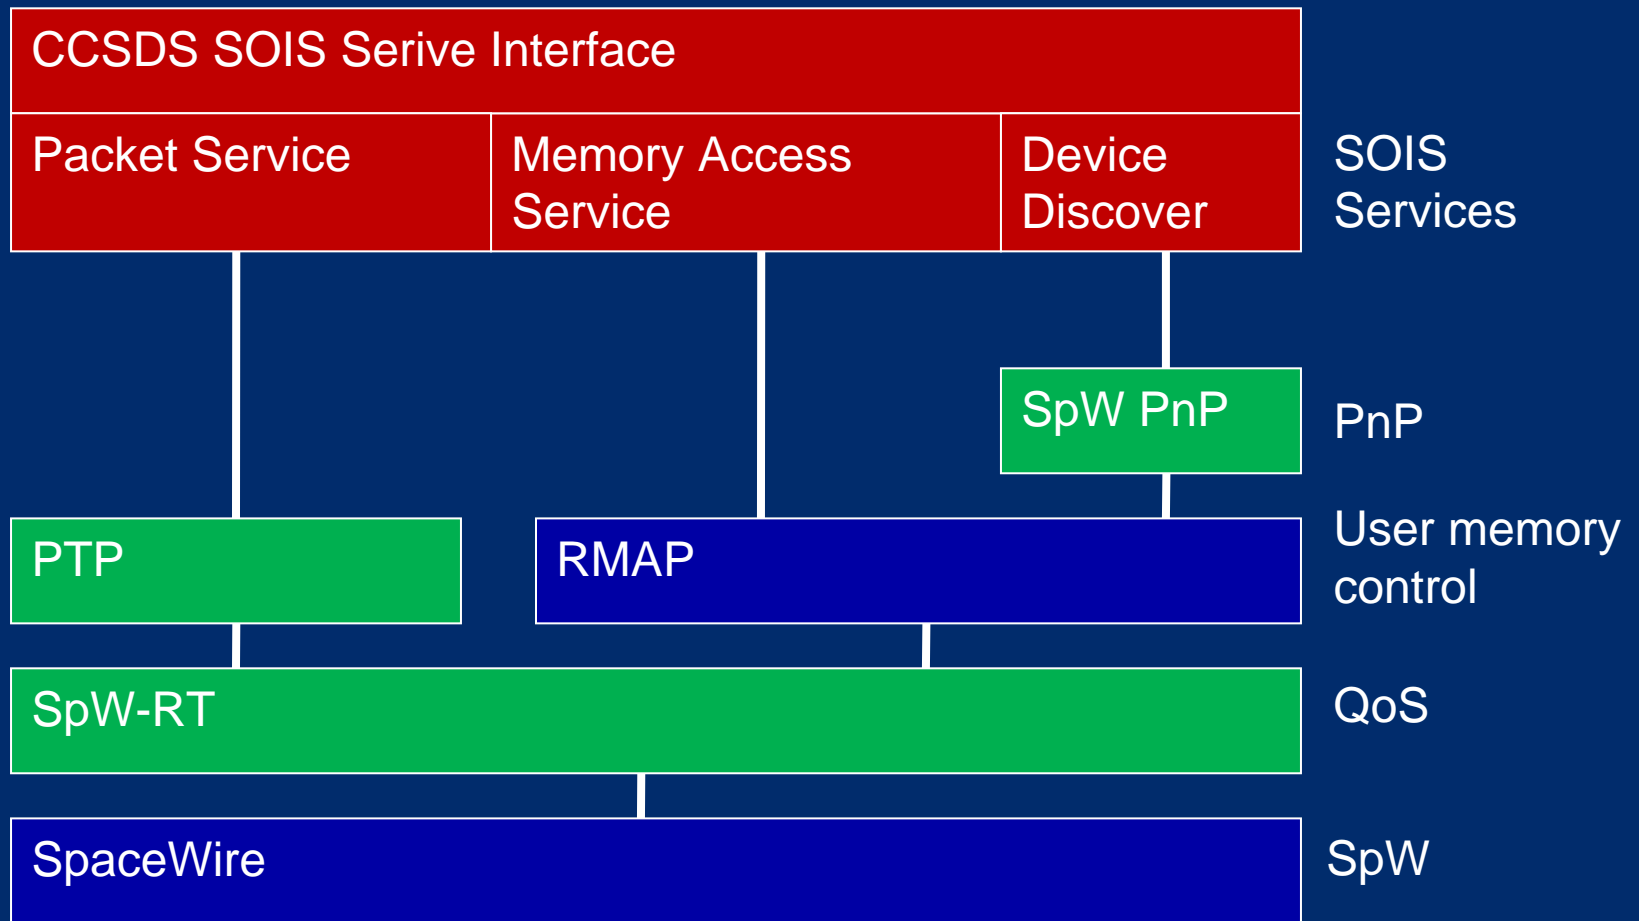 CCSDS SOIS Serive Interface
Packet Service
Memory Access
Service
Device
Discover
SOIS
Services
SpW PnP
PnP
PTP
RMAP
User memory
control
SpW-RT
QoS
SpaceWire
SpW